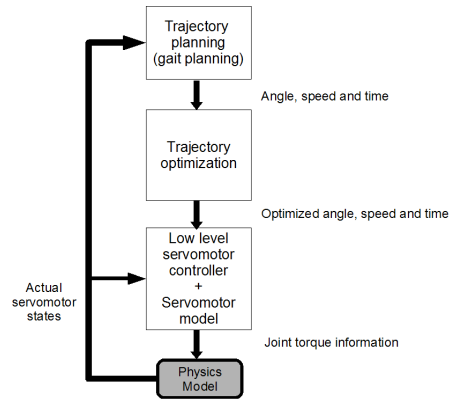 Trajectory
planning
(gait planning)
Angle, speed and time
Trajectory
optimization
Optimized angle, speed and time
Low level
servomotor
controller
+
Servomotor
model
Actual
servomotor
states
Joint torque information
Physics
Model